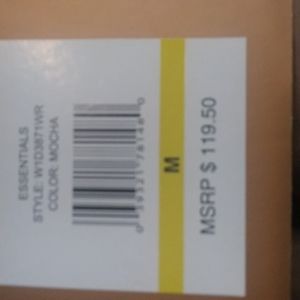 ESSENTIALS
STYLE: W1D3871WR
COLOR: MOCHA
M
MSRP $ 119.50